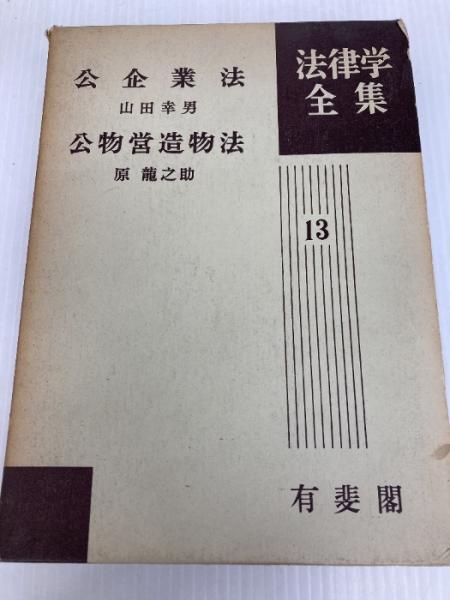 法律学
全集
公企業法
山田幸男
公物営造物法
原龍之助
13
有斐閣